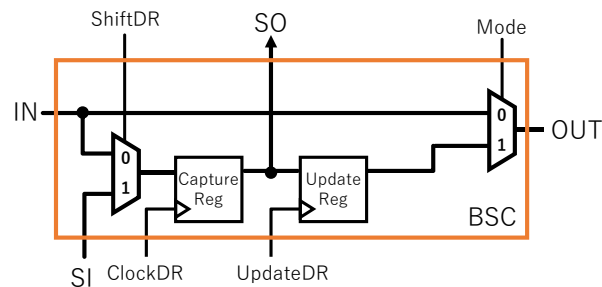 ShiftDR
SO
Mode
IN
0
OUT
0
1
1
Capture
Reg
Update
Reg
BSC
SI
ClockDR
UpdateDR